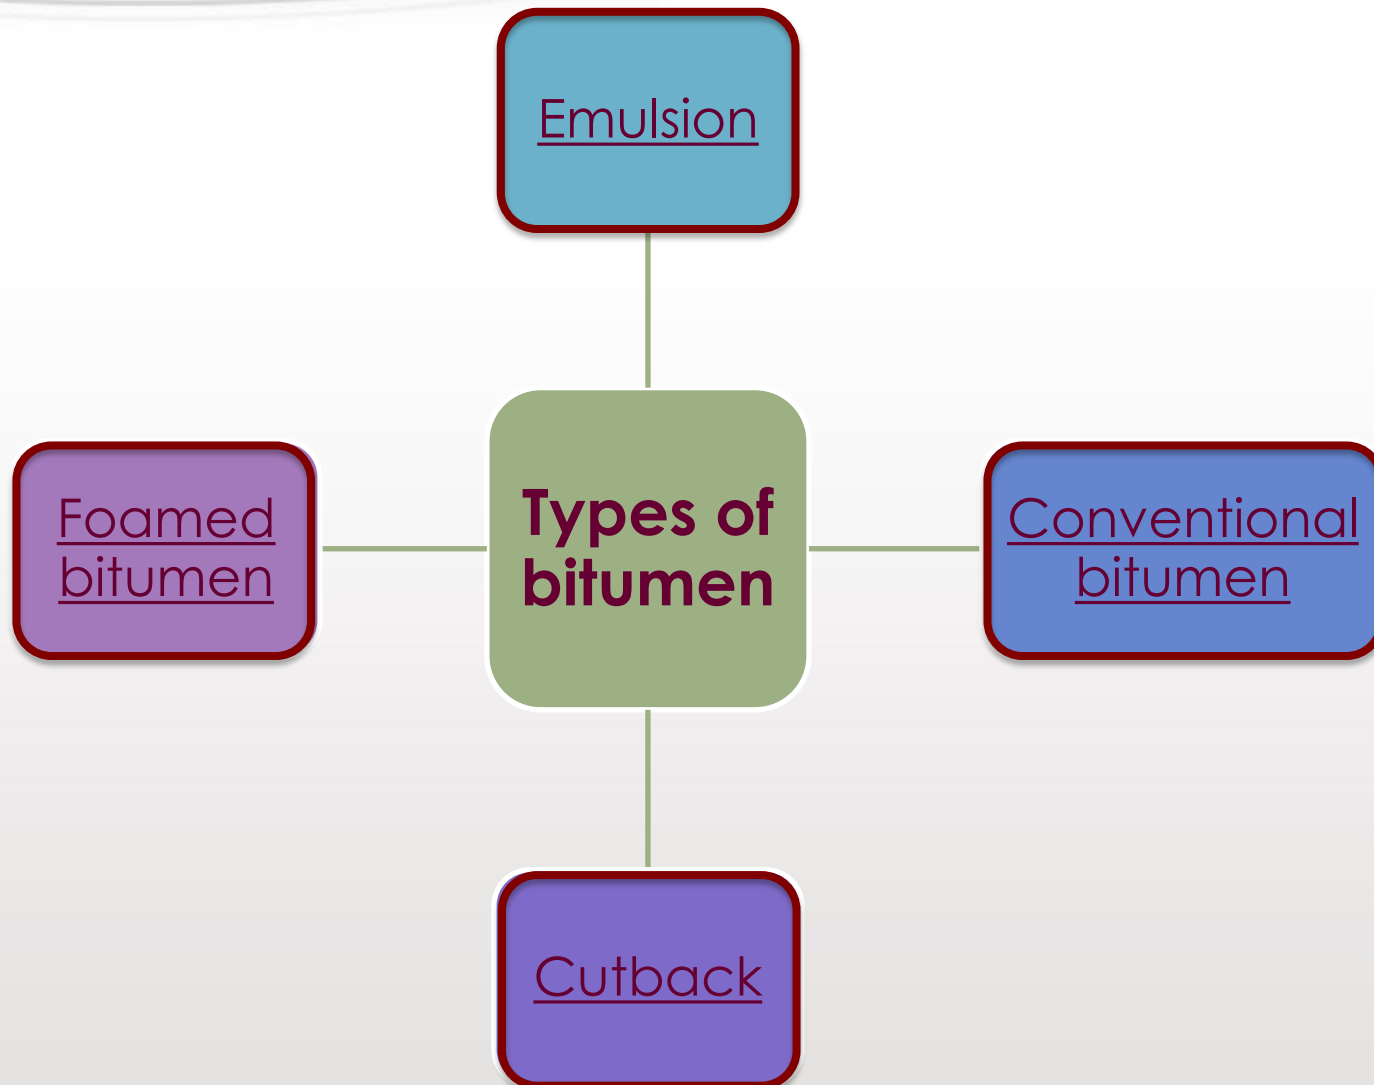 Emulsion
Foamed
bitumen
Types of
bitumen
Conventional
bitumen
Cutback